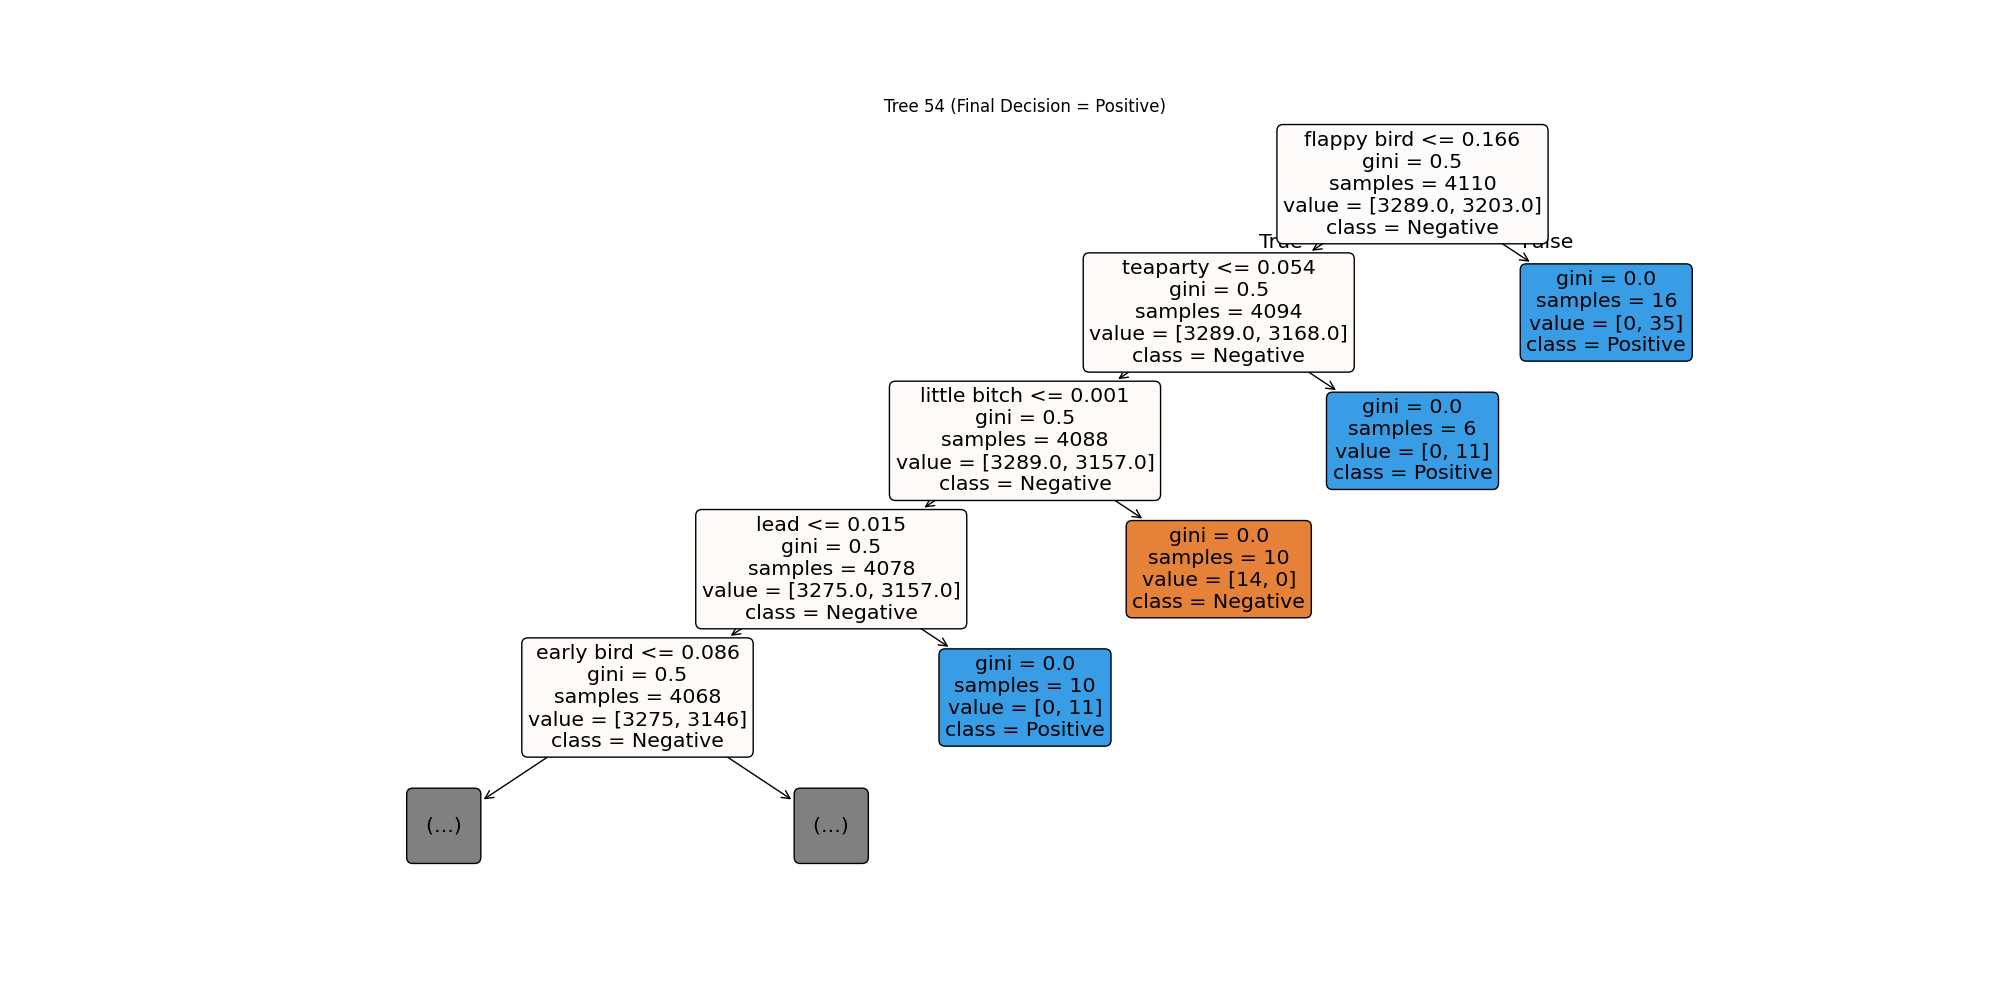 Tree 54 (Final Decision = Positive)
flappy bird <= 0.166
gini = 0.5
samples = 4110
value = [3289.0, 3203.0]
class = Negative
True
False
teaparty <= 0.054
gini = 0.5
samples = 4094
value = [3289.0, 3168.0]
class = Negative
gini = 0.0
samples = 16
value = [0, 35]
class = Positive
little bitch <= 0.001
gini = 0.5
samples = 4088
value = [3289.0, 3157.0]
class = Negative
gini = 0.0
samples = 6
value = [0, 11]
class = Positive
lead <= 0.015
gini = 0.5
samples = 4078
value = [3275.0, 3157.0]
class = Negative
gini = 0.0
samples = 10
value = [14, 0]
class = Negative
early bird <= 0.086
gini = 0.5
samples = 4068
value = [3275, 3146]
class = Negative
gini = 0.0
samples = 10
value = [0, 11]
class = Positive
(...)
(...)